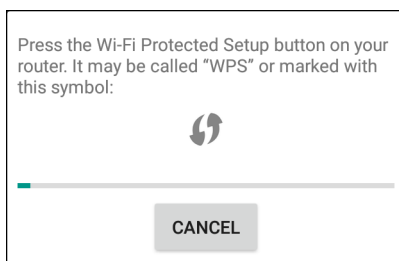 Press the Wi-Fi Protected Setup button on your
router. It may be called “WPS” or marked with
this symbol:
CANCEL